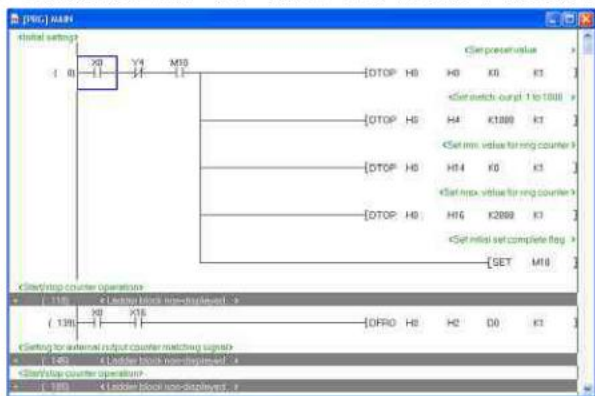 [PRG] MAIN
<Initial setting>
<Set preset value >
X0 Y4 M10
( 0) [DTOP H0 H0 K0 K1 ]
<Set match. output 1 to 1000 >
[DTOP H0 H4 K1000 K1 ]
<Set min. value for ring counter >
[DTOP H0 H14 K0 K1 ]
<Set max. value for ring counter >
[DTOP H0 H16 K2000 K1 ]
<Set initial set complete flag >
[SET M10 ]
<Start/stop counter operation>
( 118) < Ladder block non-displayed. >
X0 X16
( 139) [DFRO H0 H2 D0 K1 ]
<Setting for external output counter matching signal>
< Ladder block non-displayed. >
<Start/stop counter operation>
< Ladder block non-displayed. >